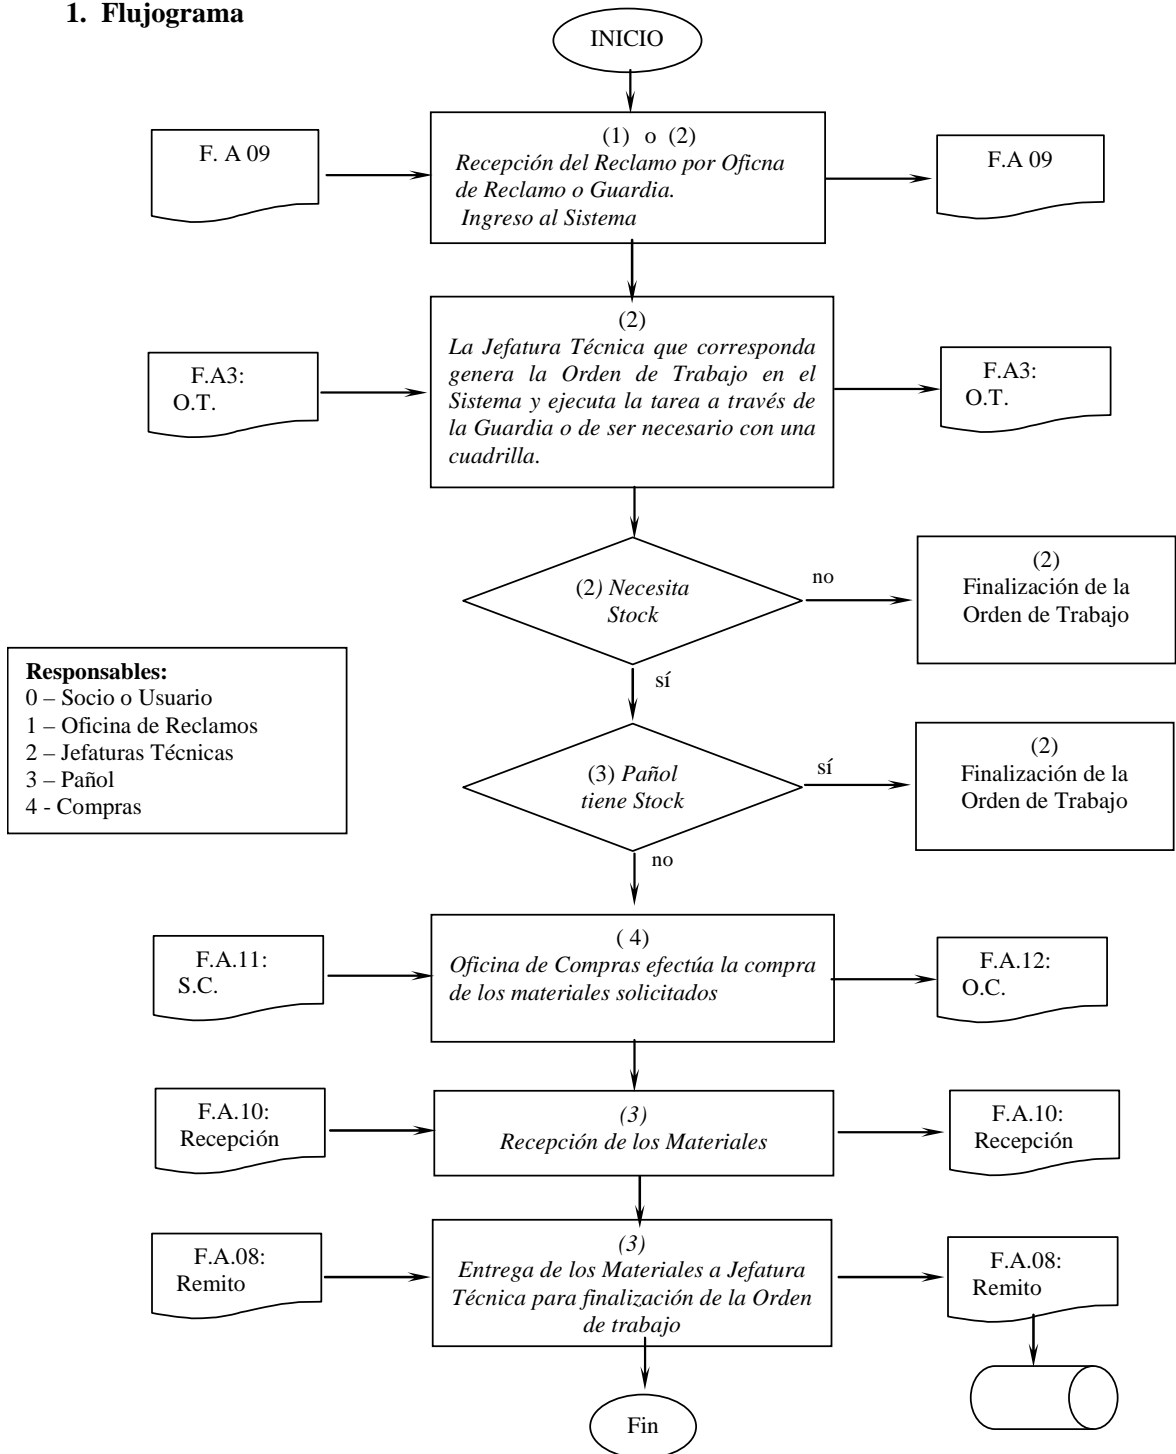 1. Flujograma
INICIO
F. A 09
(1) o (2)
Recepción del Reclamo por Oficna
de Reclamo o Guardia.
Ingreso al Sistema
F.A 09
F.A3:
O.T.
(2)
La Jefatura Técnica que corresponda
genera la Orden de Trabajo en el
Sistema y ejecuta la tarea a través de
la Guardia o de ser necesario con una
cuadrilla.
F.A3:
O.T.
(2) Necesita
Stock
no
(2)
Finalización de la
Orden de Trabajo
sí
Responsables:
0 – Socio o Usuario
1 – Oficina de Reclamos
2 – Jefaturas Técnicas
3 – Pañol
4 - Compras
(3) Pañol
tiene Stock
sí
(2)
Finalización de la
Orden de Trabajo
no
F.A.11:
S.C.
( 4)
Oficina de Compras efectúa la compra
de los materiales solicitados
F.A.12:
O.C.
F.A.10:
Recepción
(3)
Recepción de los Materiales
F.A.10:
Recepción
F.A.08:
Remito
(3)
Entrega de los Materiales a Jefatura
Técnica para finalización de la Orden
de trabajo
F.A.08:
Remito
Fin